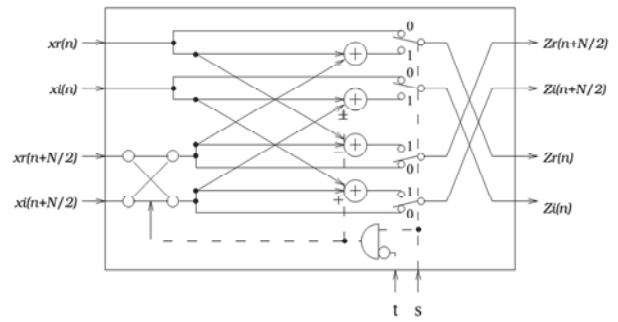 xr(n)
xi(n)
xr(n+N/2)
xi(n+N/2)
0
1
0
1
1
0
1
0
+
+
±
+
−
+
+
Zr(n+N/2)
Zi(n+N/2)
Zr(n)
Zi(n)
t
s